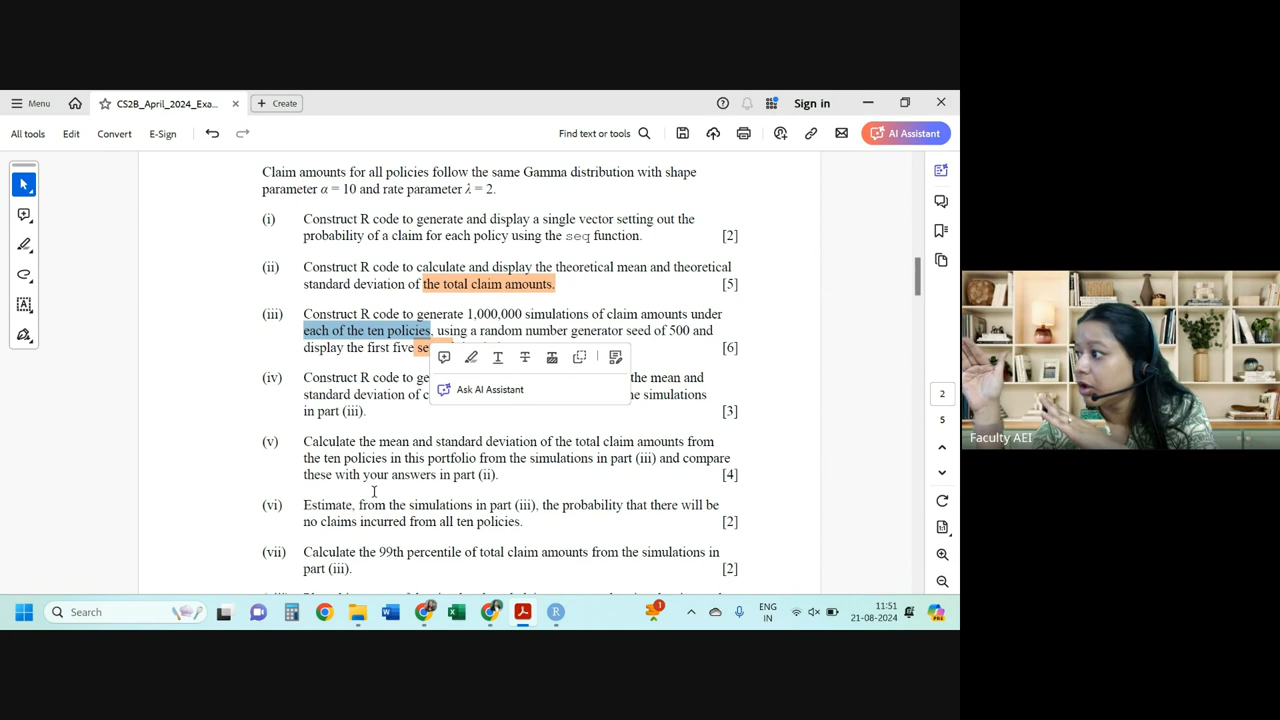 Menu
CS2B_April_2024_Exa...
Create
Sign in
All tools
Edit
Convert
E-Sign
Find text or tools
AI Assistant
Claim amounts for all policies follow the same Gamma distribution with shape
parameter α = 10 and rate parameter λ = 2.
(i) Construct R code to generate and display a single vector setting out the
probability of a claim for each policy using the seq function. [2]
(ii) Construct R code to calculate and display the theoretical mean and theoretical
standard deviation of the total claim amounts. [5]
(iii) Construct R code to generate 1,000,000 simulations of claim amounts under
each of the ten policies, using a random number generator seed of 500 and
display the first five se [6]
Ask AI Assistant
(iv) Construct R code to ge the mean and
standard deviation of c e simulations
in part (iii). [3]
(v) Calculate the mean and standard deviation of the total claim amounts from
the ten policies in this portfolio from the simulations in part (iii) and compare
these with your answers in part (ii). [4]
(vi) Estimate, from the simulations in part (iii), the probability that there will be
no claims incurred from all ten policies. [2]
(vii) Calculate the 99th percentile of total claim amounts from the simulations in
part (iii). [2]
2
5
Faculty AEI
Search
1
ENG
IN
11:51
21-08-2024